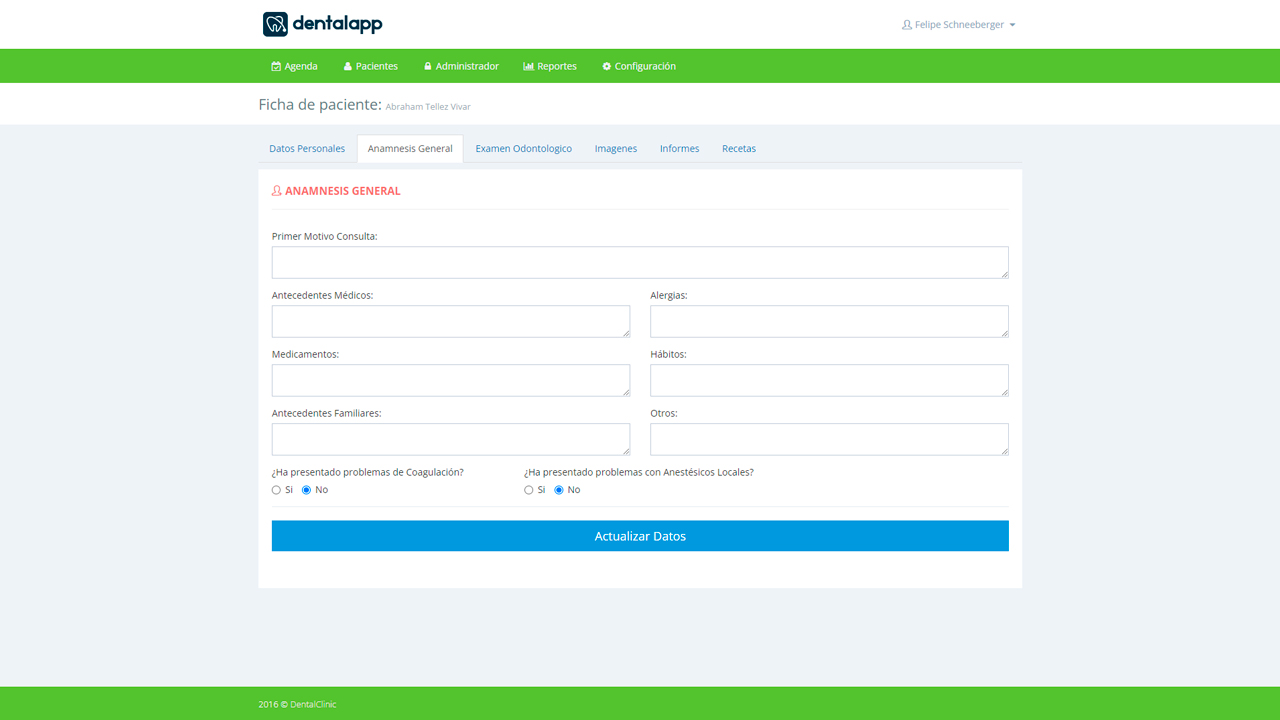 dentalapp
Felipe Schneeberger
Agenda Pacientes Administrador Reportes Configuración
Ficha de paciente: Abraham Tellez Vivar
Datos Personales Anamnesis General Examen Odontologico Imagenes Informes Recetas
ANAMNESIS GENERAL
Primer Motivo Consulta:
Antecedentes Médicos: Alergias:
Medicamentos: Hábitos:
Antecedentes Familiares: Otros:
¿Ha presentado problemas de Coagulación? ¿Ha presentado problemas con Anestésicos Locales?
Si No Si No
Actualizar Datos
2016 © DentalClinic